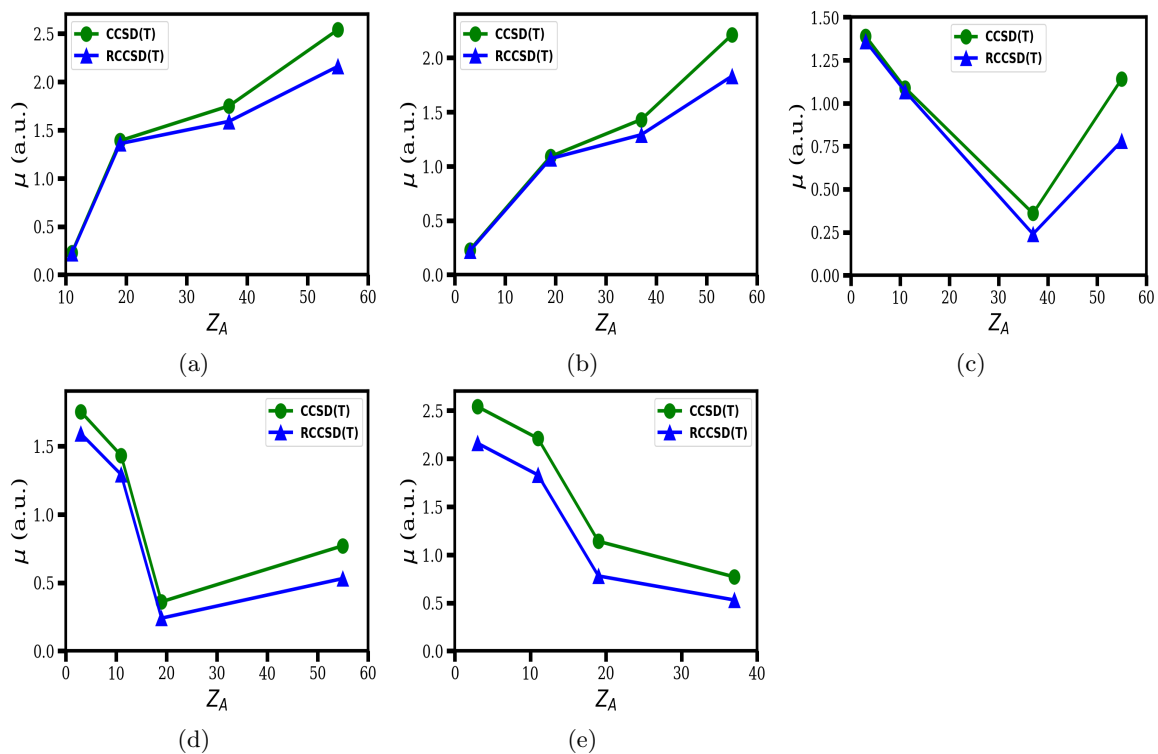 CCSD(T)
RCCSD(T)
2.5
2.0
1.5
1.0
0.5
0.0
μ (a.u.)
10 20 30 40 50 60
Z_A
(a)
CCSD(T)
RCCSD(T)
2.0
1.5
1.0
0.5
0.0
μ (a.u.)
0 10 20 30 40 50 60
Z_A
(b)
CCSD(T)
RCCSD(T)
1.50
1.25
1.00
0.75
0.50
0.25
0.00
μ (a.u.)
0 10 20 30 40 50 60
Z_A
(c)
CCSD(T)
RCCSD(T)
1.5
1.0
0.5
0.0
μ (a.u.)
0 10 20 30 40 50 60
Z_A
(d)
CCSD(T)
RCCSD(T)
2.5
2.0
1.5
1.0
0.5
0.0
μ (a.u.)
0 10 20 30 40
Z_A
(e)